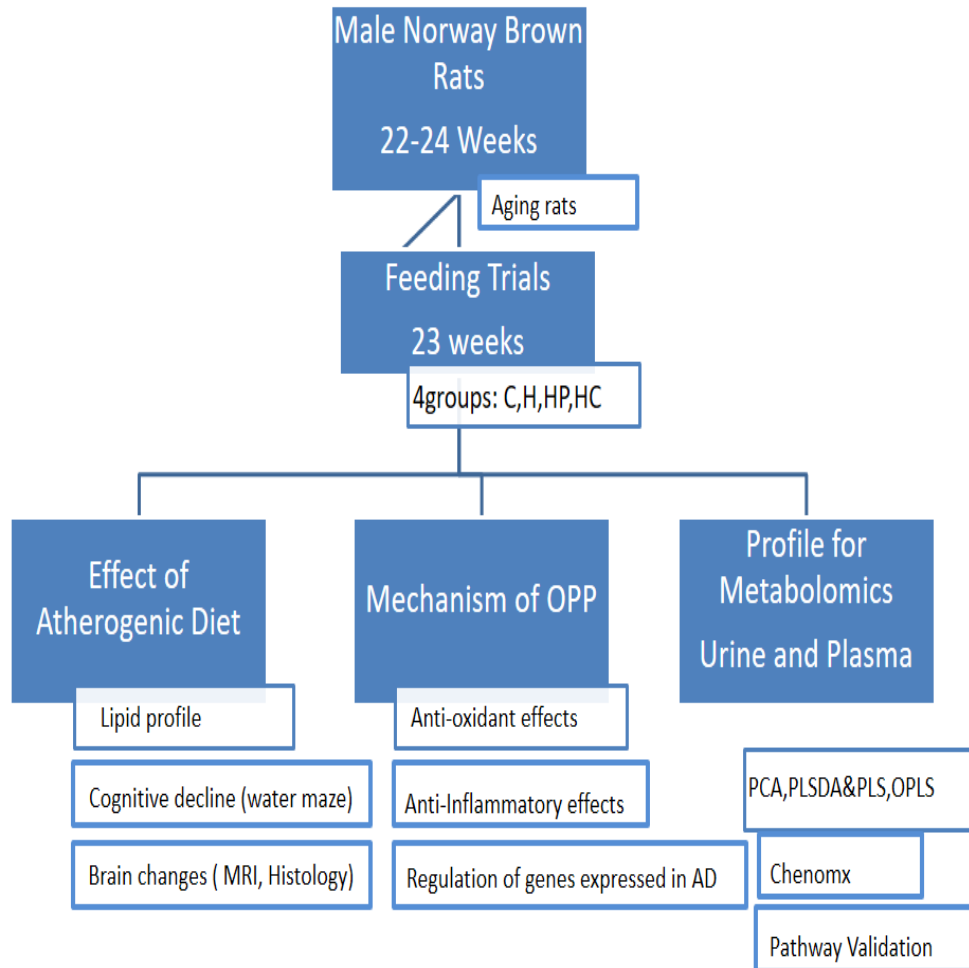 Male Norway Brown
Rats
22-24 Weeks
Aging rats
Feeding Trials
23 weeks
4groups: C,H,HP,HC
Effect of
Atherogenic Diet
Lipid profile
Cognitive decline (water maze)
Brain changes ( MRI, Histology)
Mechanism of OPP
Anti-oxidant effects
Anti-Inflammatory effects
Regulation of genes expressed in AD
Profile for
Metabolomics
Urine and Plasma
PCA,PLSDA&PLS,OPLS
Chenomx
Pathway Validation